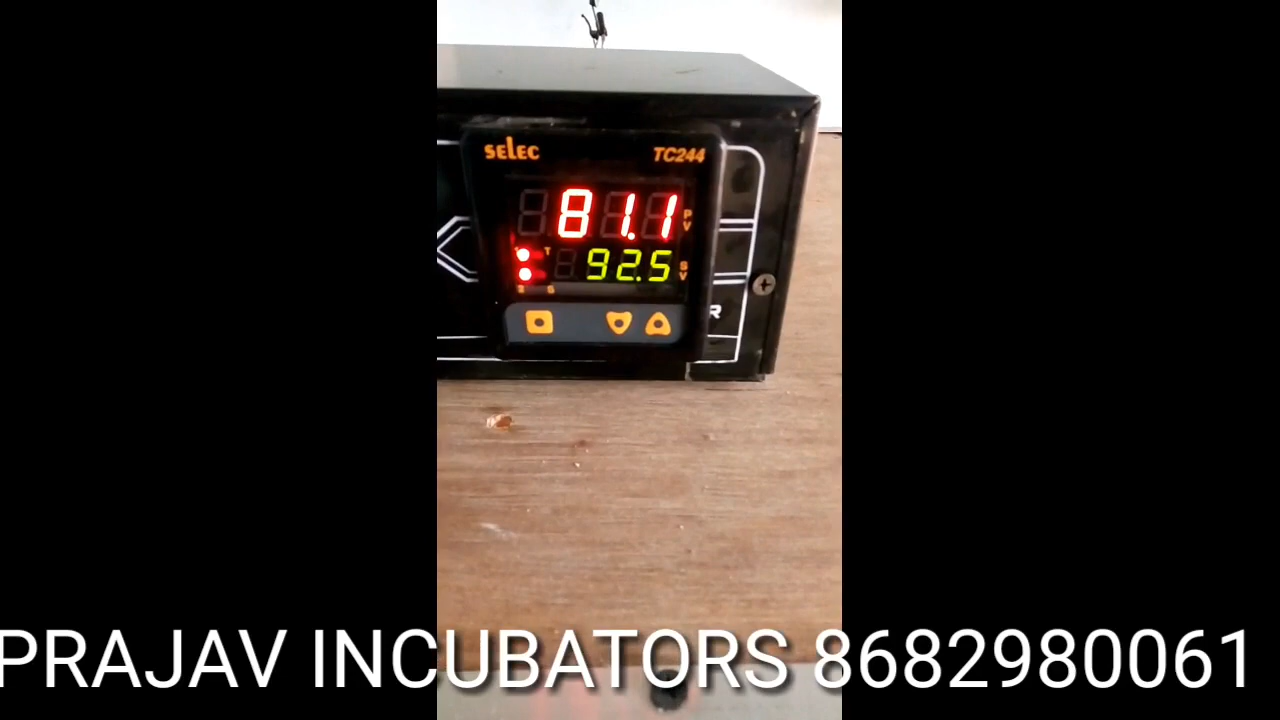 SELEC TC244
81.1 PV
T
92.5 SV
S
R
PRAJAV INCUBATORS 8682980061